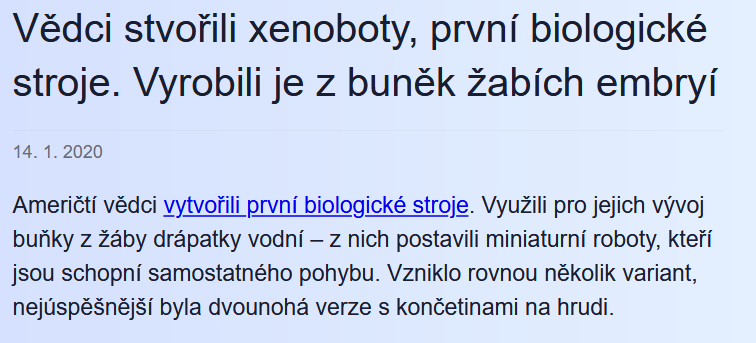 Vědci stvořili xenoboty, první biologické
stroje. Vyrobili je z buněk žabích embryí
14. 1. 2020
Američtí vědci vytvořili první biologické stroje. Využili pro jejich vývoj
buňky z žáby drápatky vodní – z nich postavili miniaturní roboty, kteří
jsou schopní samostatného pohybu. Vzniklo rovnou několik variant,
nejúspěšnější byla dvounohá verze s končetinami na hrudi.